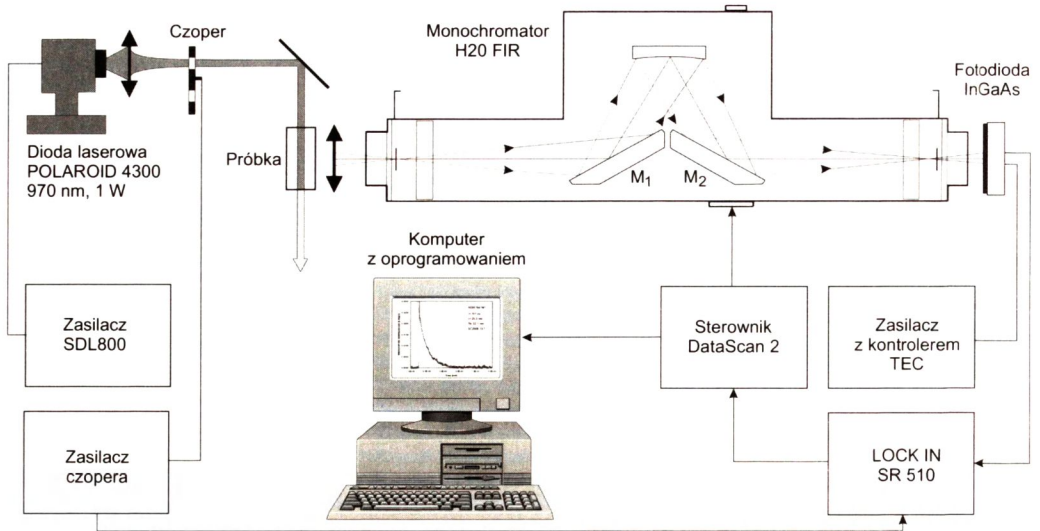 Czoper
Monochromator
H20 FIR
Fotodioda
InGaAs
Dioda laserowa
POLAROID 4300
970 nm, 1 W
Próbka
M1
M2
Komputer
z oprogramowaniem
Zasilacz
SDL800
Sterownik
DataScan 2
Zasilacz
z kontrolerem
TEC
Zasilacz
czopera
LOCK IN
SR 510